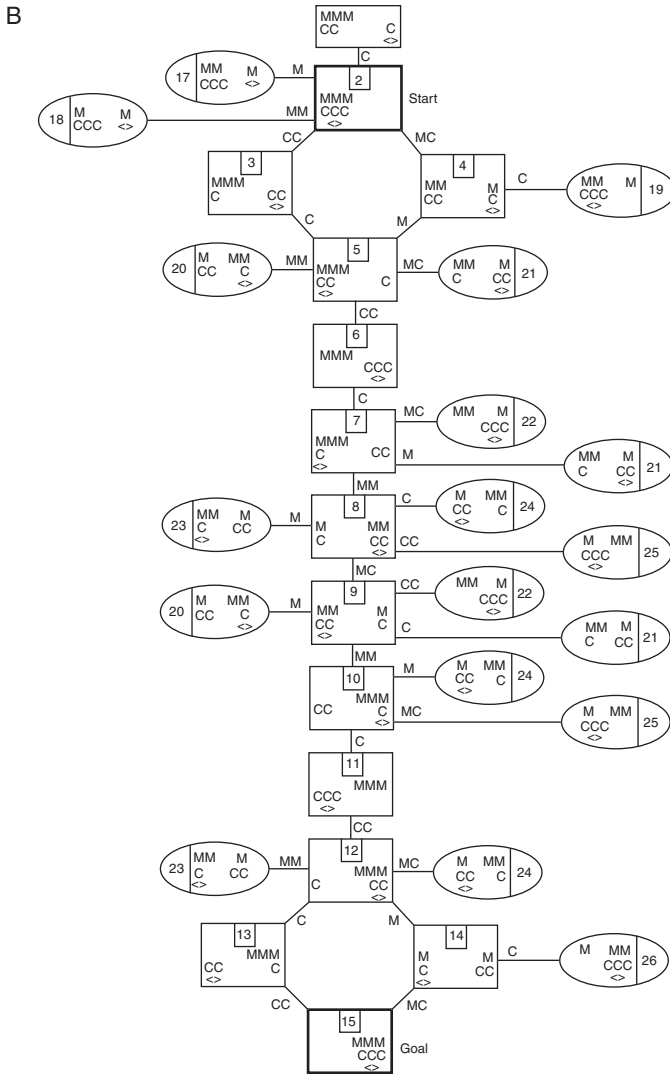 B
MMM
CC C
<>
C
17 MM M
CCC <>
M
2
MMM
CCC
<>
Start
18 M M
CCC <>
MM
CC MC
3
MMM
C CC
<>
4
MM M
CC C
<>
C
MM M 19
CCC
<>
C M
20 M MM
CC C
<>
MM
5
MMM
CC C
<>
MC
MM M 21
C CC
<>
CC
6
MMM
CCC
<>
C
7
MMM
C CC
<>
MC
MM M 22
CCC
<>
M
MM M 21
C CC
<>
MM
23 MM M
C CC
<>
M
8
M MM
C CC
<>
C
M MM 24
CC C
<>
CC
M MM 25
CCC
<>
MC
20 M MM
CC C
<>
M
9
MM M
CC C
<>
CC
MM M 22
CCC
<>
C
MM M 21
C CC
MM
10
MMM
CC C
<>
M
M MM 24
CC C
<>
MC
M MM 25
CCC
<>
C
11
MMM
CCC
<>
CC
23 MM M
C CC
<>
MM
12
MMM
C CC
<>
MC
M MM 24
CC C
<>
C M
13
MMM
CC C
<>
14
M M
C CC
<>
C
M MM 26
CCC
<>
CC MC
15
MMM
CCC
<>
Goal